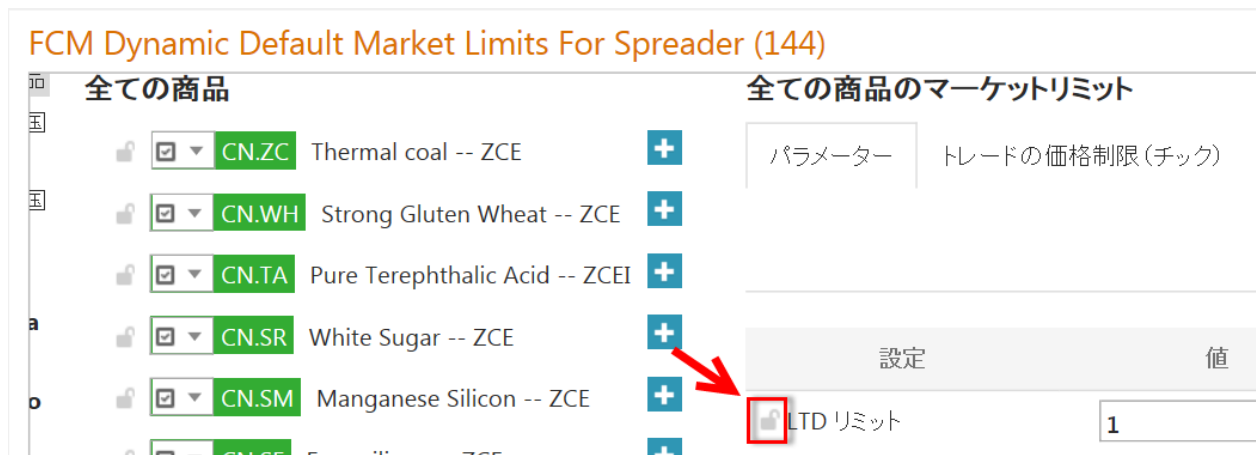 FCM Dynamic Default Market Limits For Spreader (144)
全ての商品
CN.ZC Thermal coal -- ZCE
CN.WH Strong Gluten Wheat -- ZCE
CN.TA Pure Terephthalic Acid -- ZCEI
CN.SR White Sugar -- ZCE
a
CN.SM Manganese Silicon -- ZCE
o
全ての商品のマーケットリミット
パラメーター トレードの価格制限(チック)
設定 値
LTD リミット 1